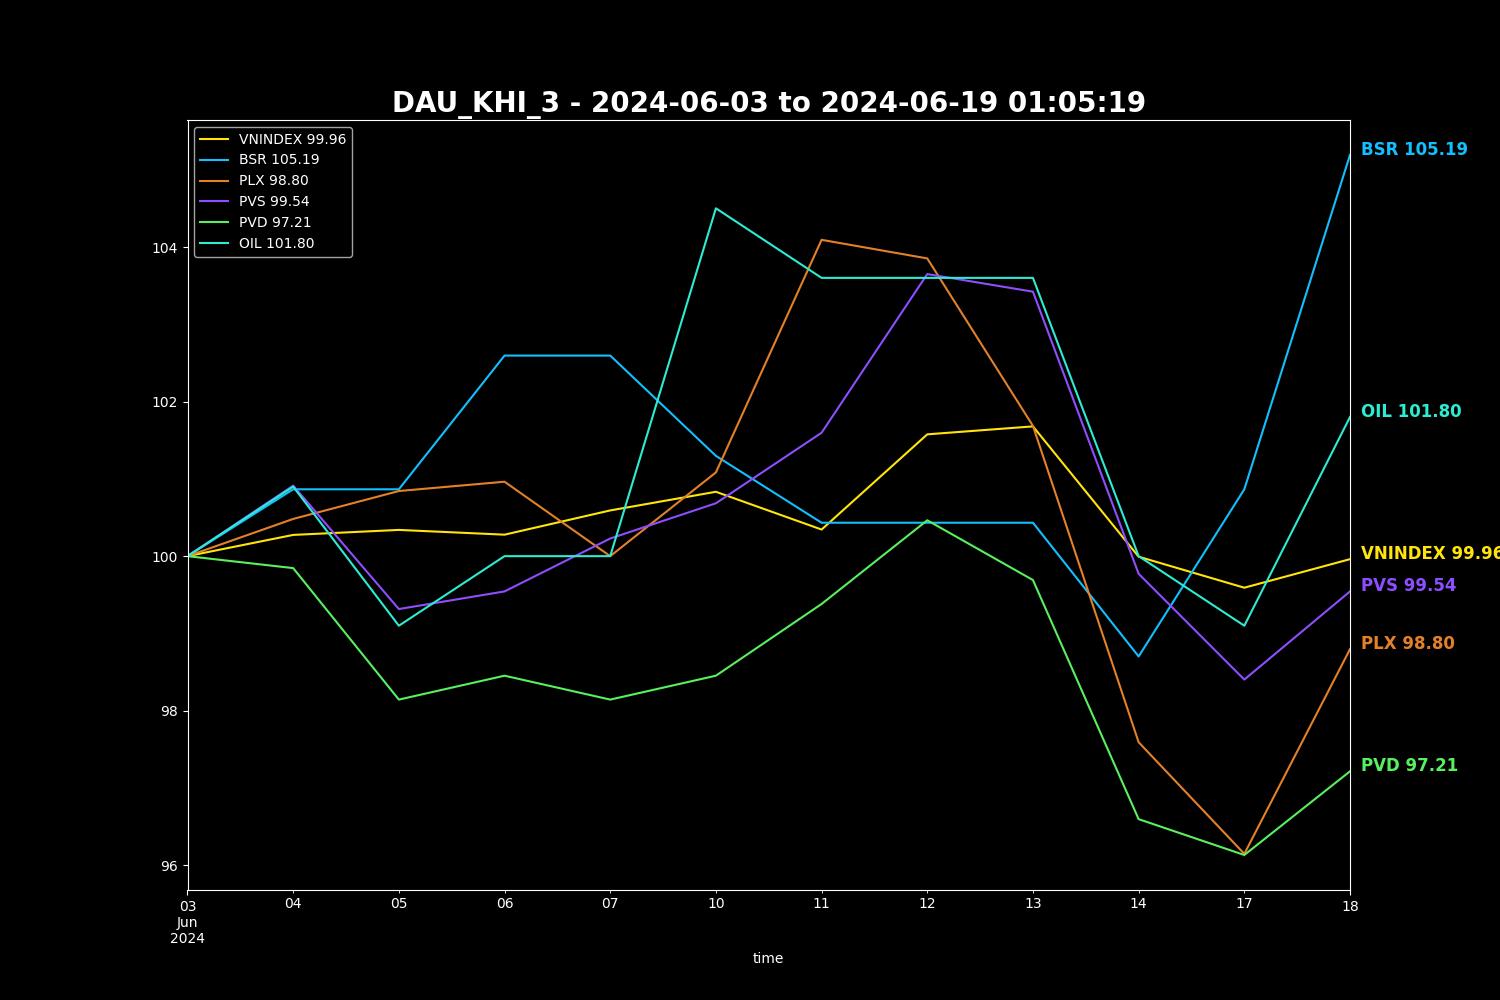 DAU_KHI_3 - 2024-06-03 to 2024-06-19 01:05:19
VNINDEX 99.96
BSR 105.19
PLX 98.80
PVS 99.54
PVD 97.21
OIL 101.80
BSR 105.19
OIL 101.80
VNINDEX 99.96
PVS 99.54
PLX 98.80
PVD 97.21
104
102
100
98
96
03 04 05 06 07 10 11 12 13 14 17 18
Jun
2024
time